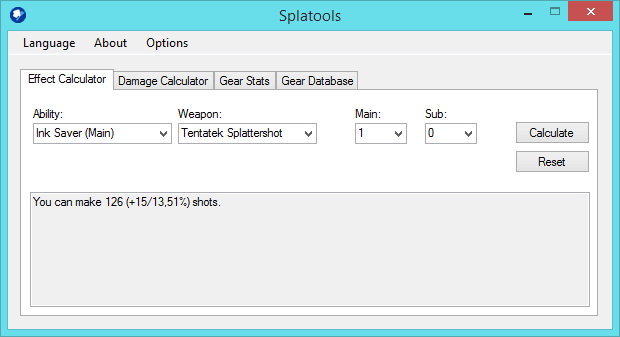 Splatools
Language About Options
Effect Calculator Damage Calculator Gear Stats Gear Database
Ability: Weapon: Main: Sub:
Ink Saver (Main) Tentatek Splattershot 1 0 Calculate
Reset
You can make 126 (+15/13,51%) shots.